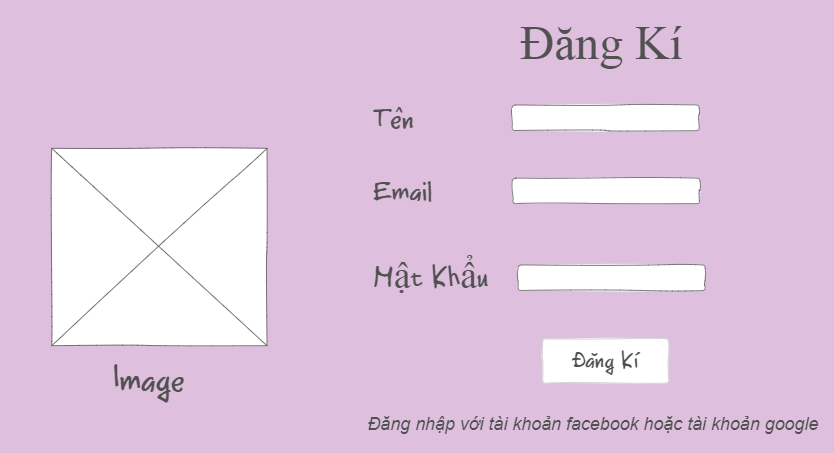 Đăng Kí
Tên
Email
Mật Khẩu
Đăng Kí
Image
Đăng nhập với tài khoản facebook hoặc tài khoản google